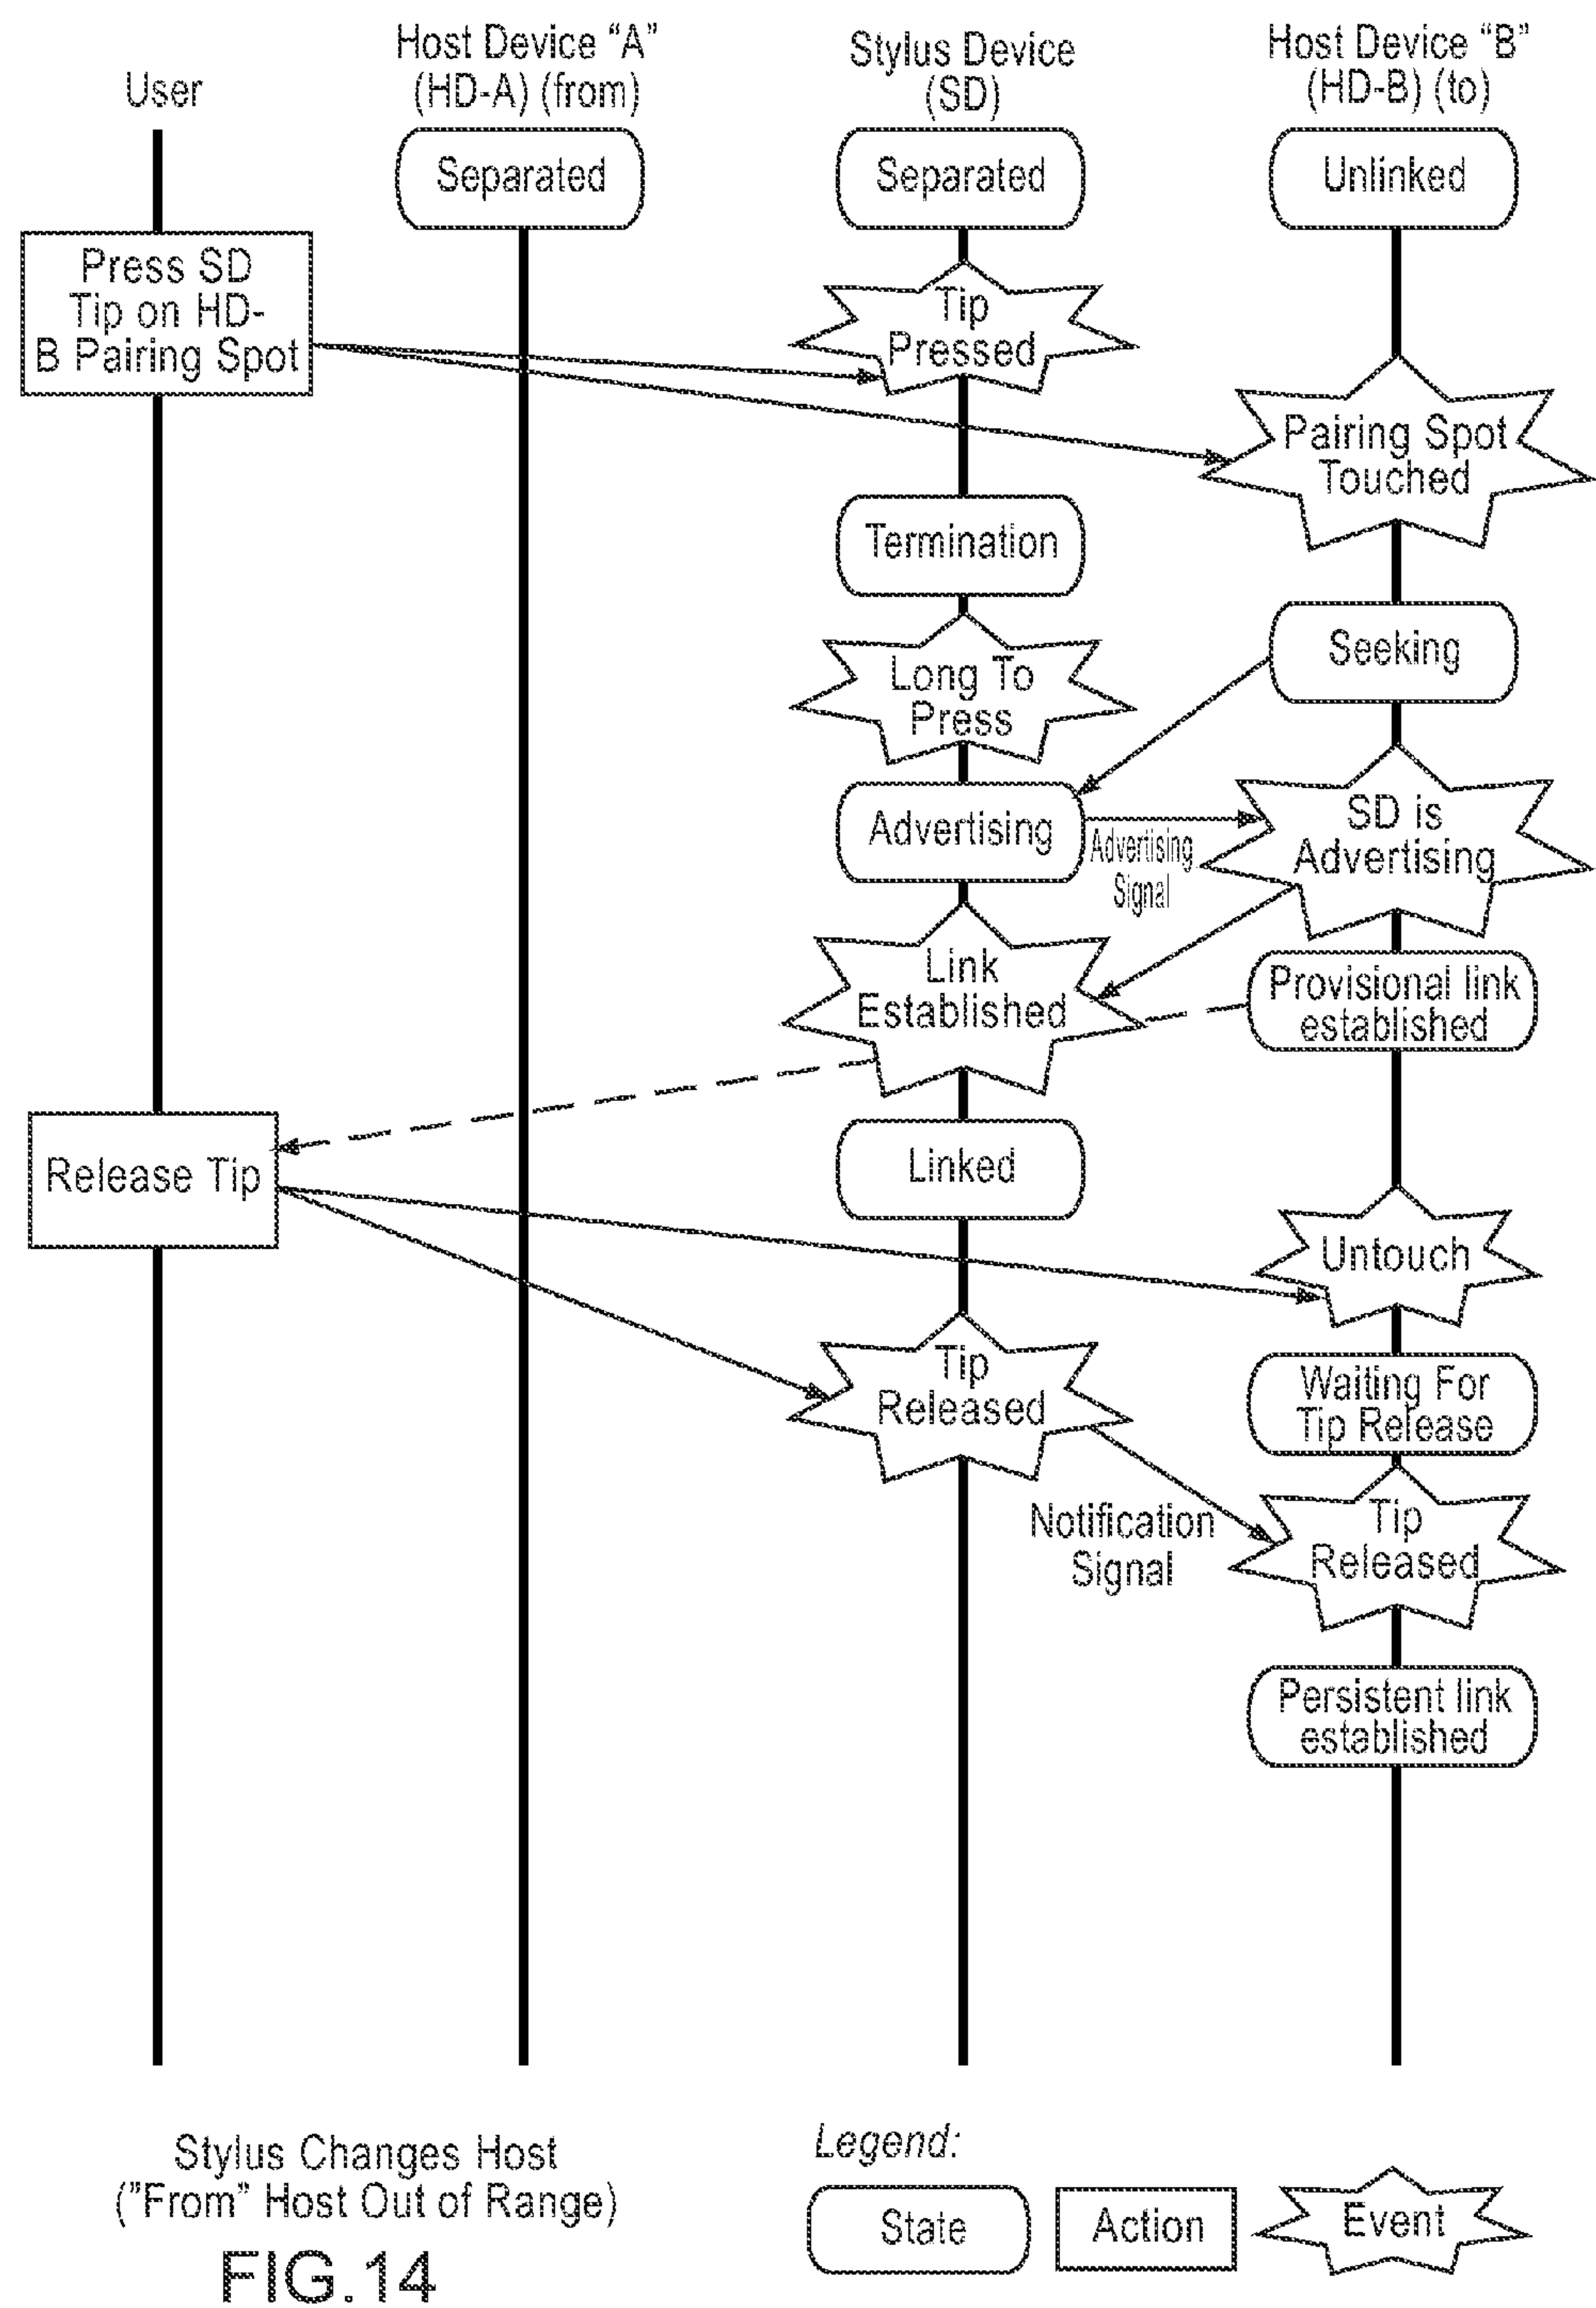 User
Host Device “A”
(HD-A) (from)
Stylus Device
(SD)
Host Device “B”
(HD-B) (to)
Separated
Separated
Unlinked
Press SD
Tip on HD-
B Pairing Spot
Tip
Pressed
Pairing Spot
Touched
Termination
Seeking
Long To
Press
Advertising
Advertising
Signal
SD is
Advertising
Link
Established
Provisional link
established
Release Tip
Linked
Untouch
Tip
Released
Waiting For
Tip Release
Notification
Signal
Tip
Released
Persistent link
established
Stylus Changes Host
(”From” Host Out of Range)
FIG.14
Legend:
State
Action
Event